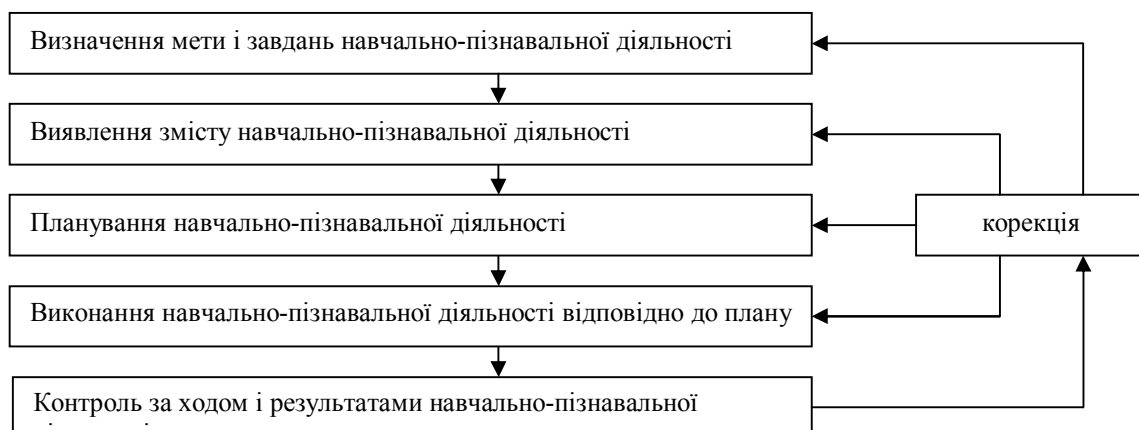 Визначення мети і завдань навчально-пізнавальної діяльності
Виявлення змісту навчально-пізнавальної діяльності
Планування навчально-пізнавальної діяльності
корекція
Виконання навчально-пізнавальної діяльності відповідно до плану
Контроль за ходом і результатами навчально-пізнавальної